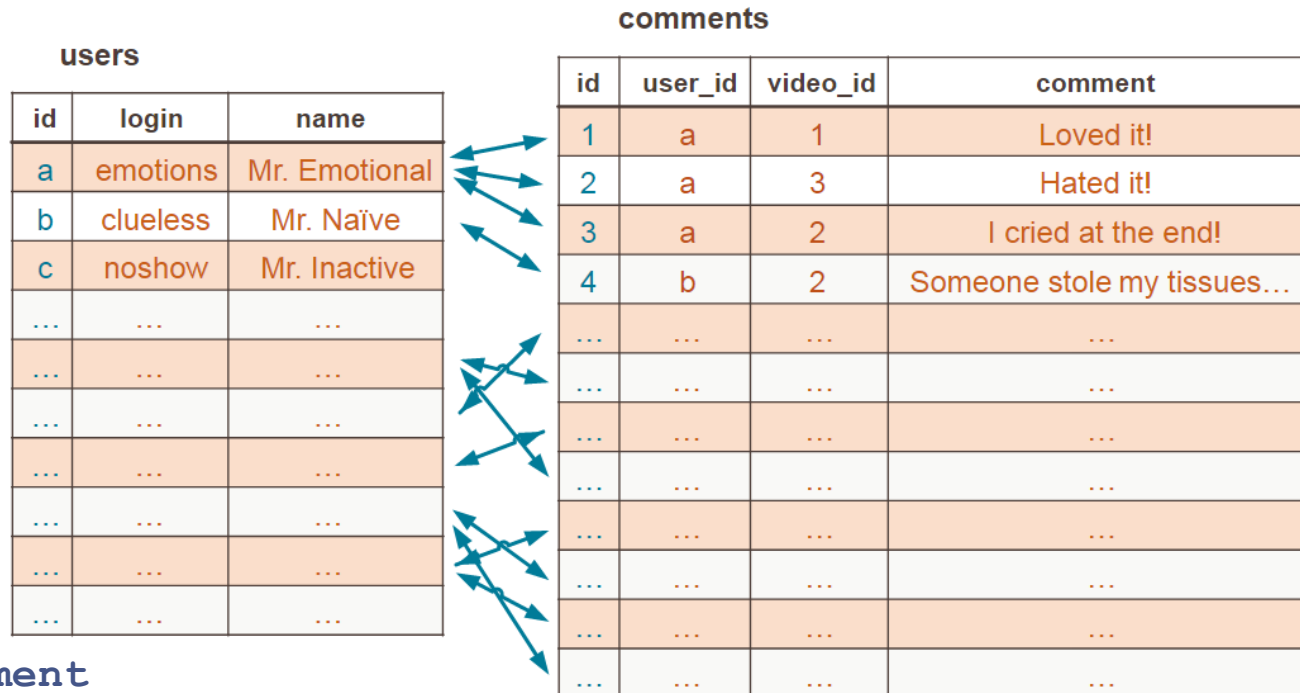 comments
users
id user_id video_id comment
id login name
1 a 1 Loved it!
a emotions Mr. Emotional
2 a 3 Hated it!
b clueless Mr. Naïve
3 a 2 I cried at the end!
c noshow Mr. Inactive
4 b 2 Someone stole my tissues…
… … …
… … … …
… … …
… … … …
… … …
… … … …
… … …
… … … …
… … …
… … … …
… … …
… … … …
… … …
… … … …
ment
… … … …